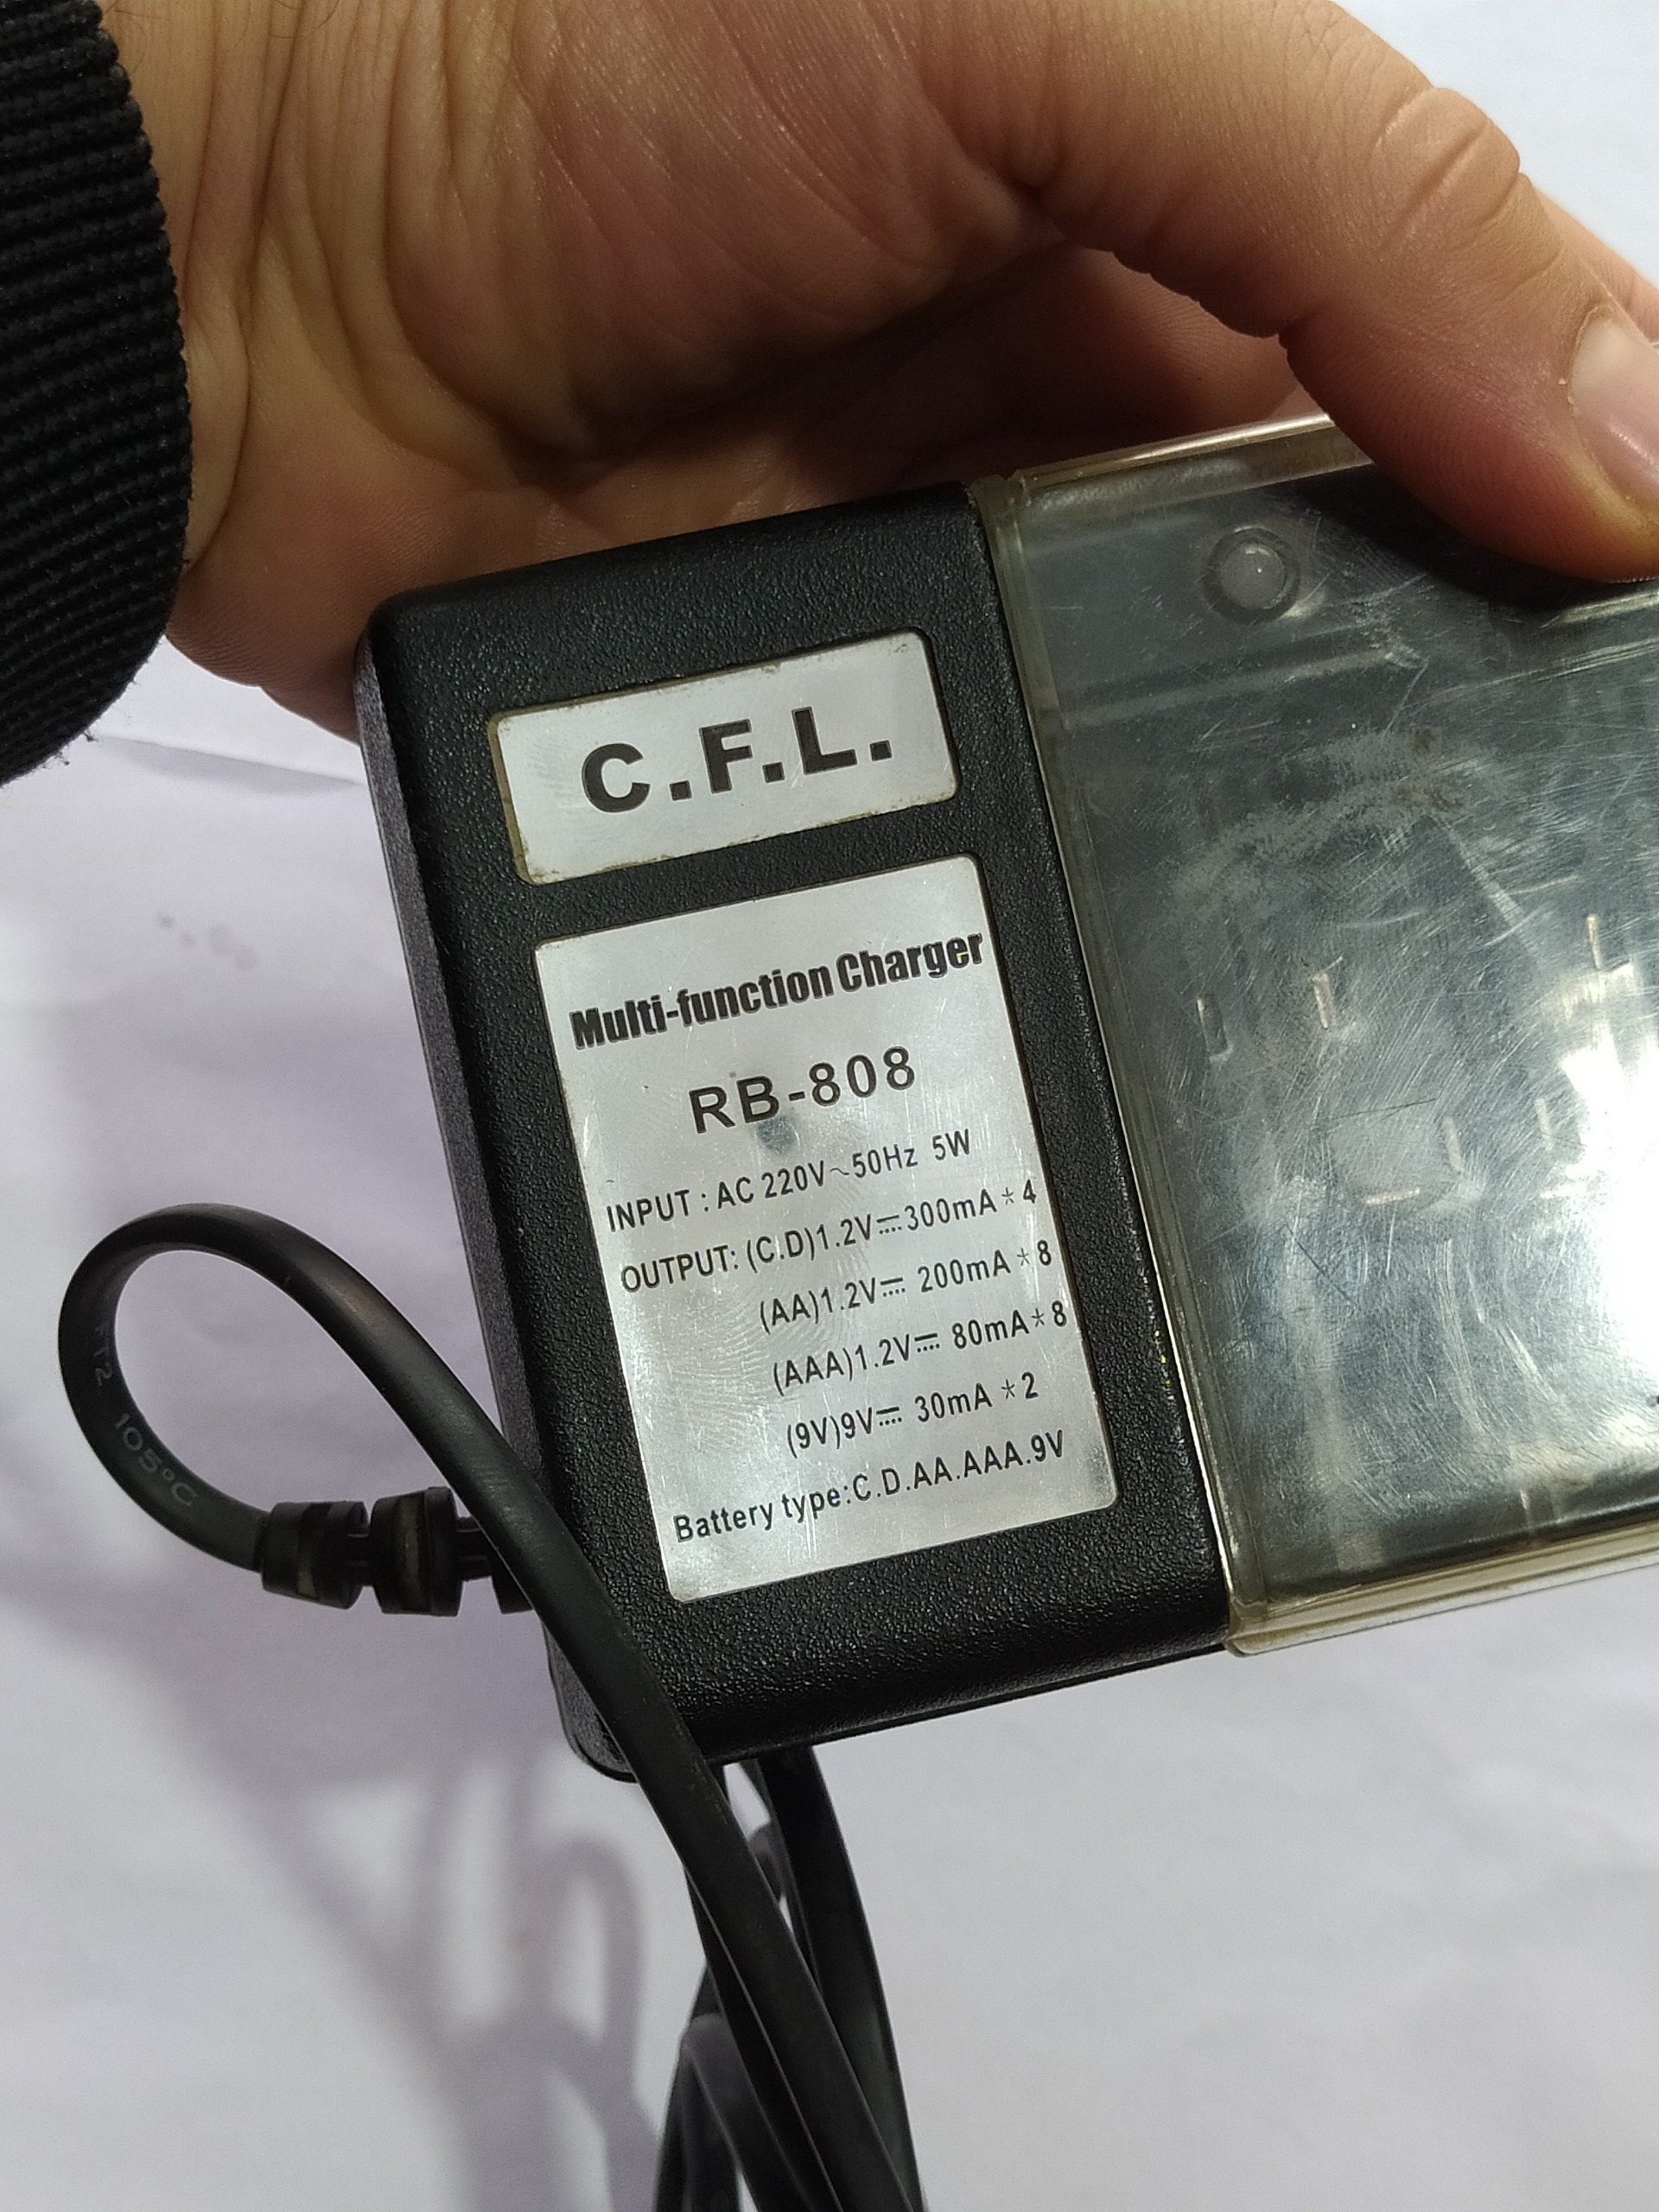 C.F.L.
Multi-function Charger
RB-808
INPUT : AC 220V~50Hz 5W
OUTPUT: (C.D)1.2V⎓300mA*4
(AA)1.2V⎓ 200mA*8
(AAA)1.2V⎓ 80mA*8
(9V)9V⎓ 30mA *2
Battery type:C.D.AA.AAA.9V
FT2 105°C